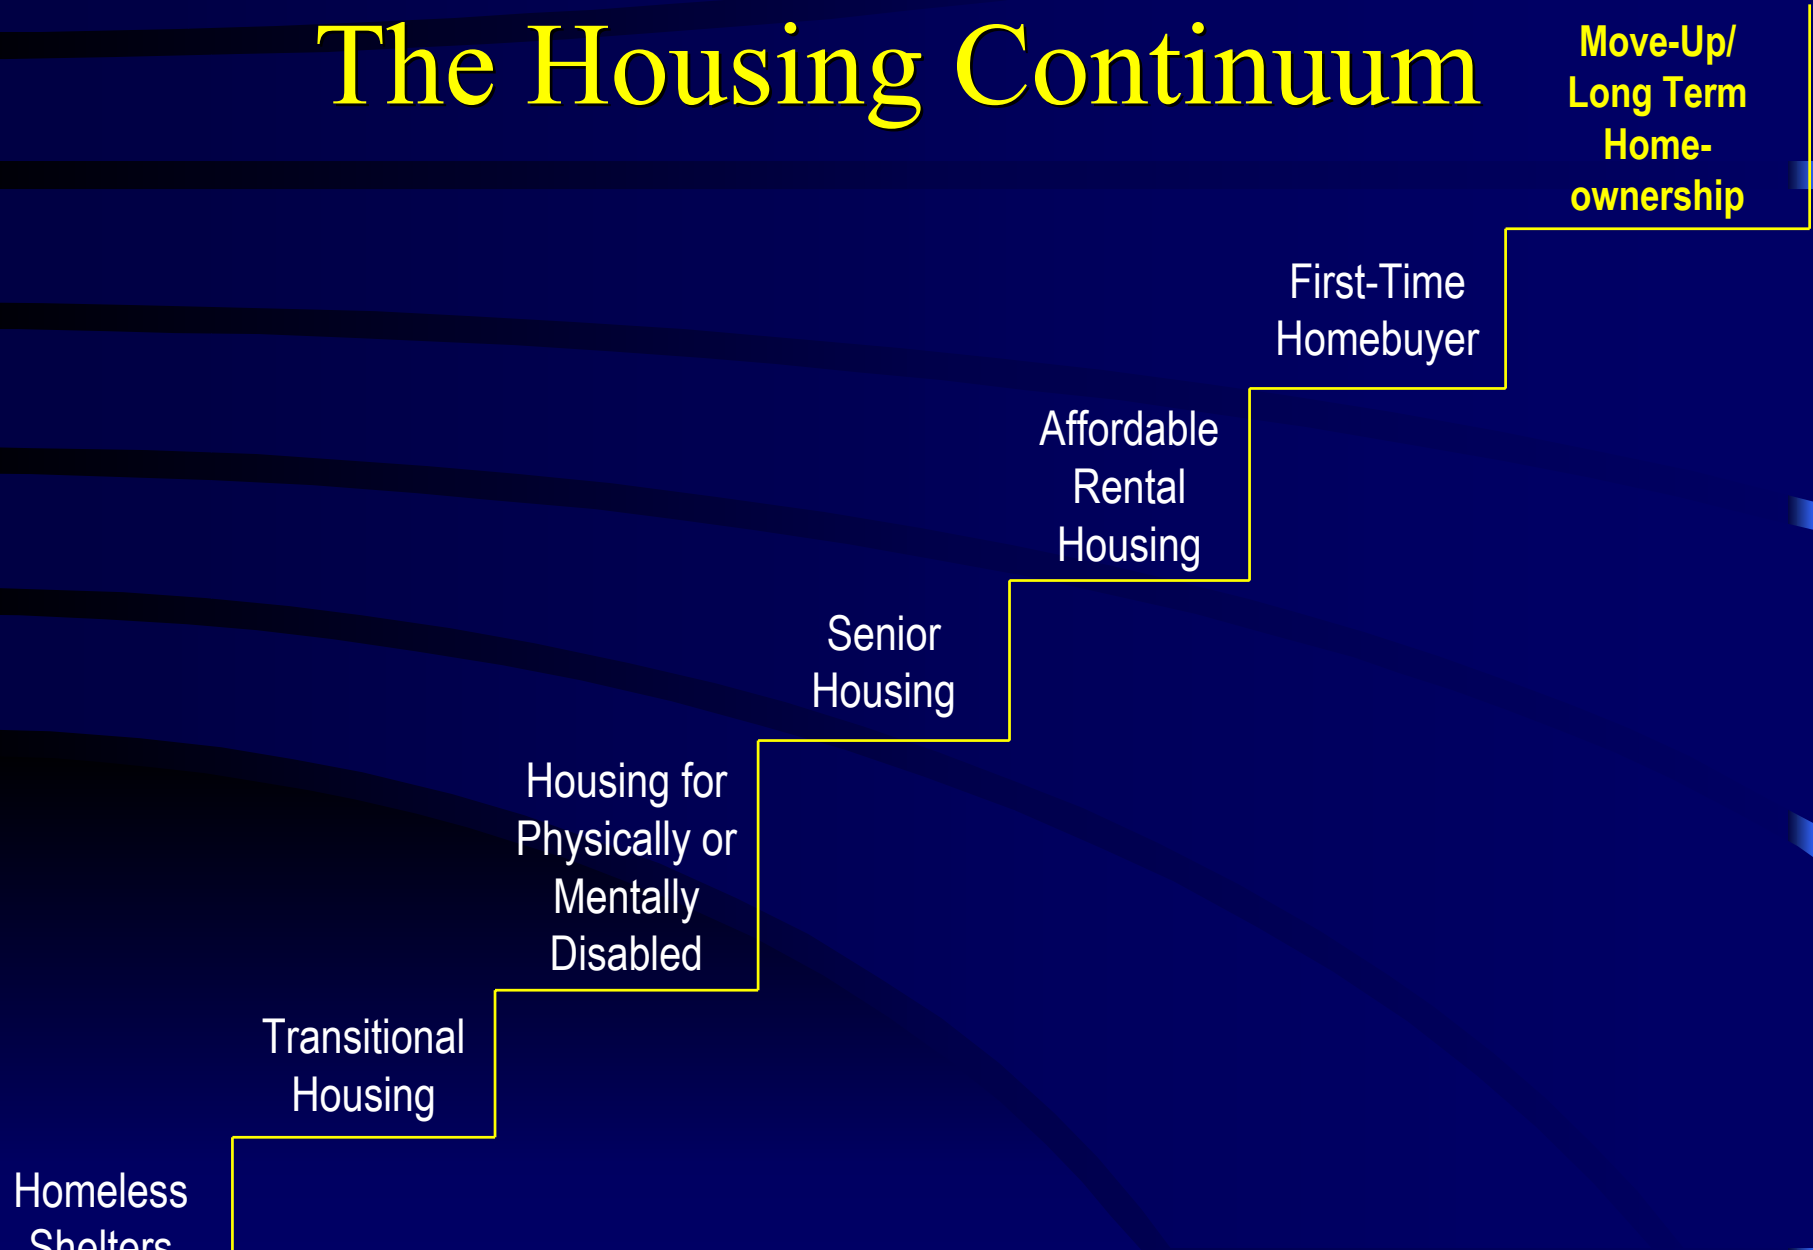 The Housing Continuum
Move-Up/
Long Term
Home-
ownership
First-Time
Homebuyer
Affordable
Rental
Housing
Senior
Housing
Housing for
Physically or
Mentally
Disabled
Transitional
Housing
Homeless
Shelters